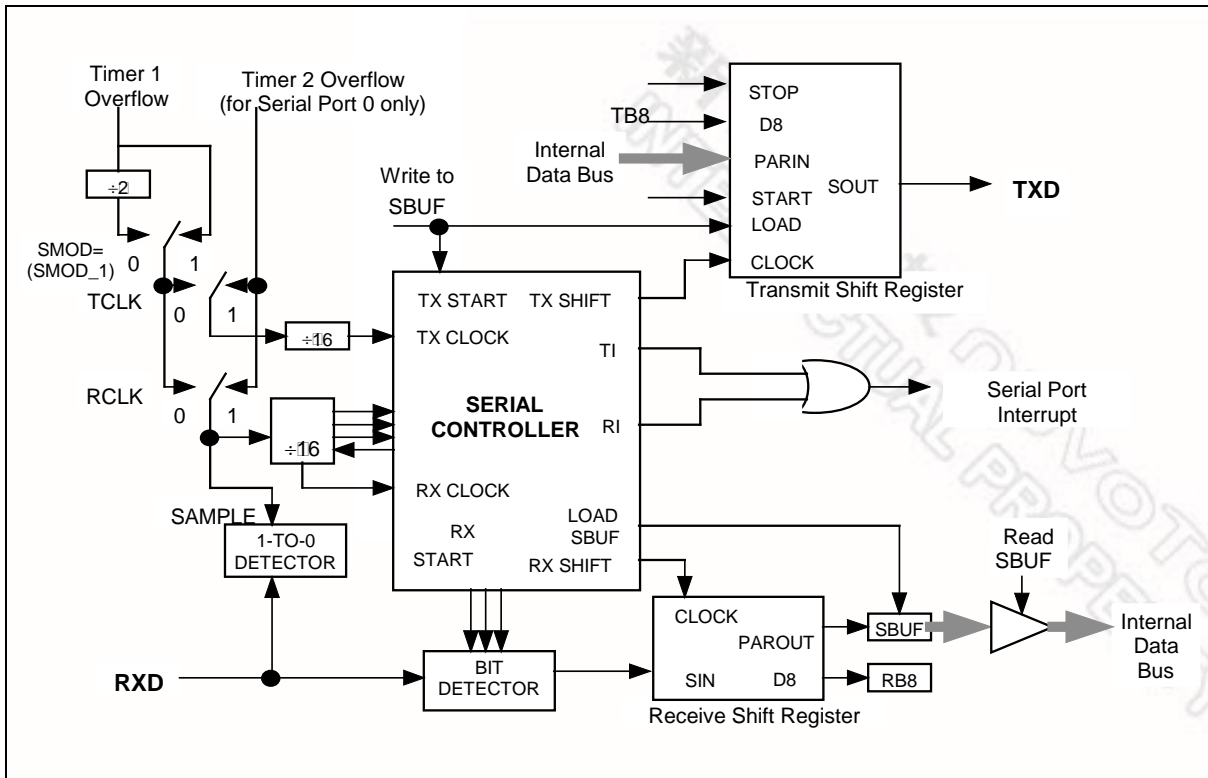 Timer 1
Overflow
Timer 2 Overflow
(for Serial Port 0 only)
÷2
SMOD=
(SMOD_1)
0
1
TCLK
0
1
RCLK
0
1
÷16
÷16
SAMPLE
1-TO-0
DETECTOR
RXD
Write to
SBUF
TX START
TX SHIFT
TX CLOCK
TI
SERIAL
CONTROLLER
RI
RX CLOCK
LOAD
SBUF
RX
START
RX SHIFT
BIT
DETECTOR
TB8
Internal
Data Bus
STOP
D8
PARIN
SOUT
START
LOAD
CLOCK
Transmit Shift Register
TXD
Serial Port
Interrupt
CLOCK
PAROUT
SIN
D8
Receive Shift Register
SBUF
RB8
Read
SBUF
Internal
Data
Bus